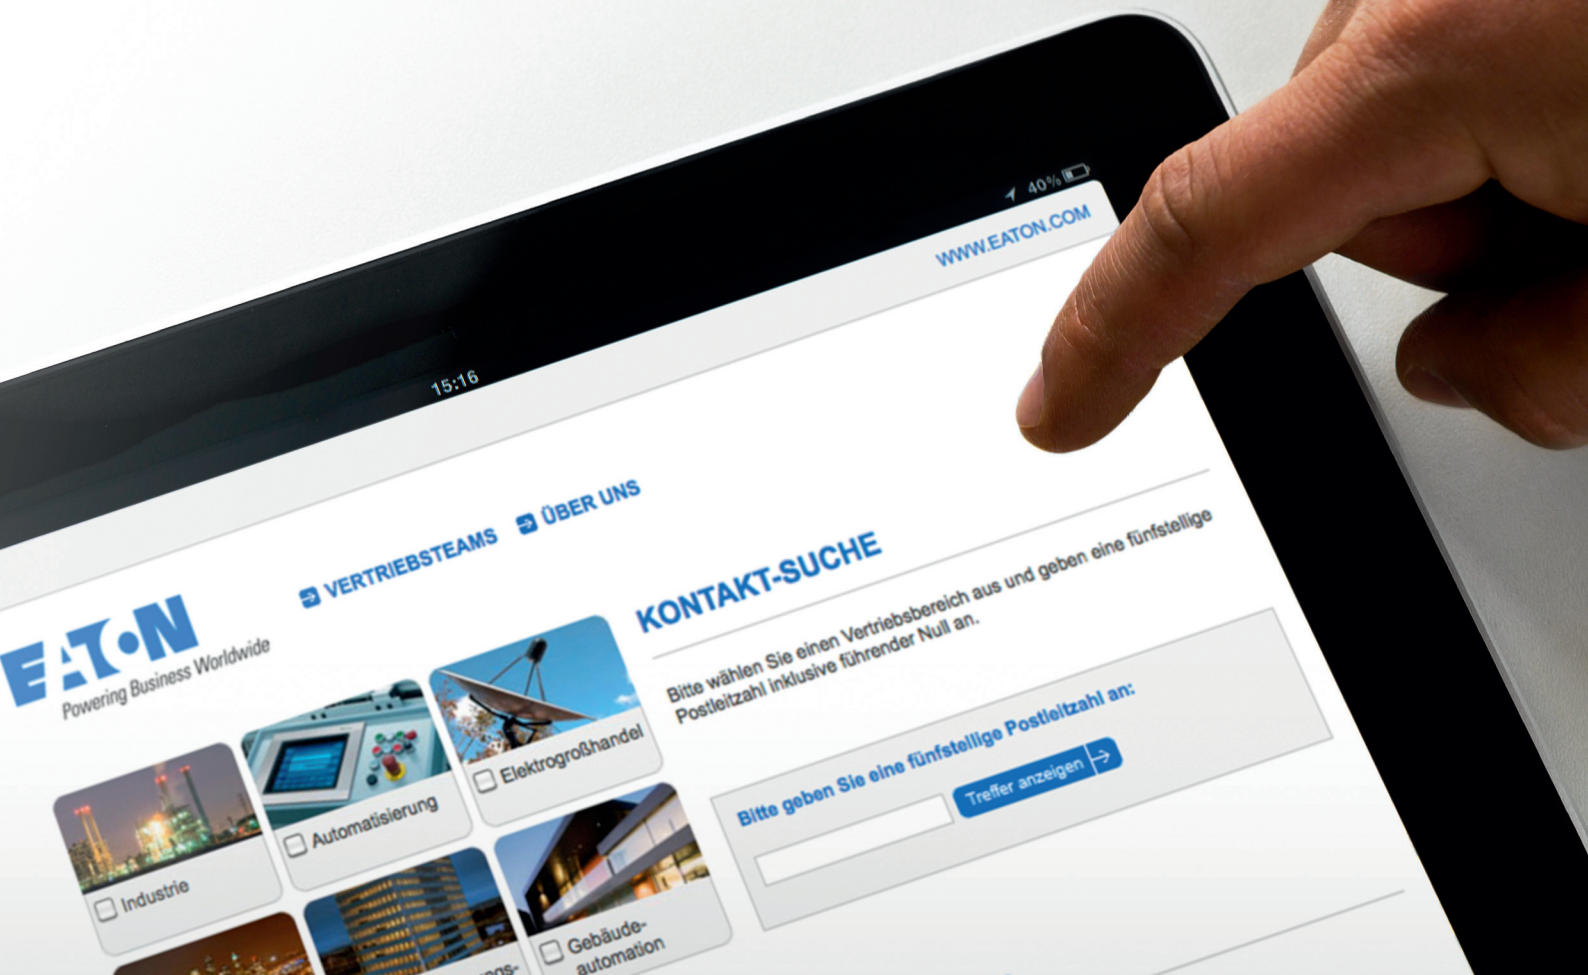 40%
WWW.EATON.COM
15:16
VERTRIEBSTEAMS
ÜBER UNS
EATON
Powering Business Worldwide
KONTAKT-SUCHE
Bitte wählen Sie einen Vertriebsbereich aus und geben eine fünfstellige
Postleitzahl inklusive führender Null an.
Bitte geben Sie eine fünfstellige Postleitzahl an:
Treffer anzeigen
Elektrogroßhandel
Automatisierung
Industrie
Gebäude-
automation